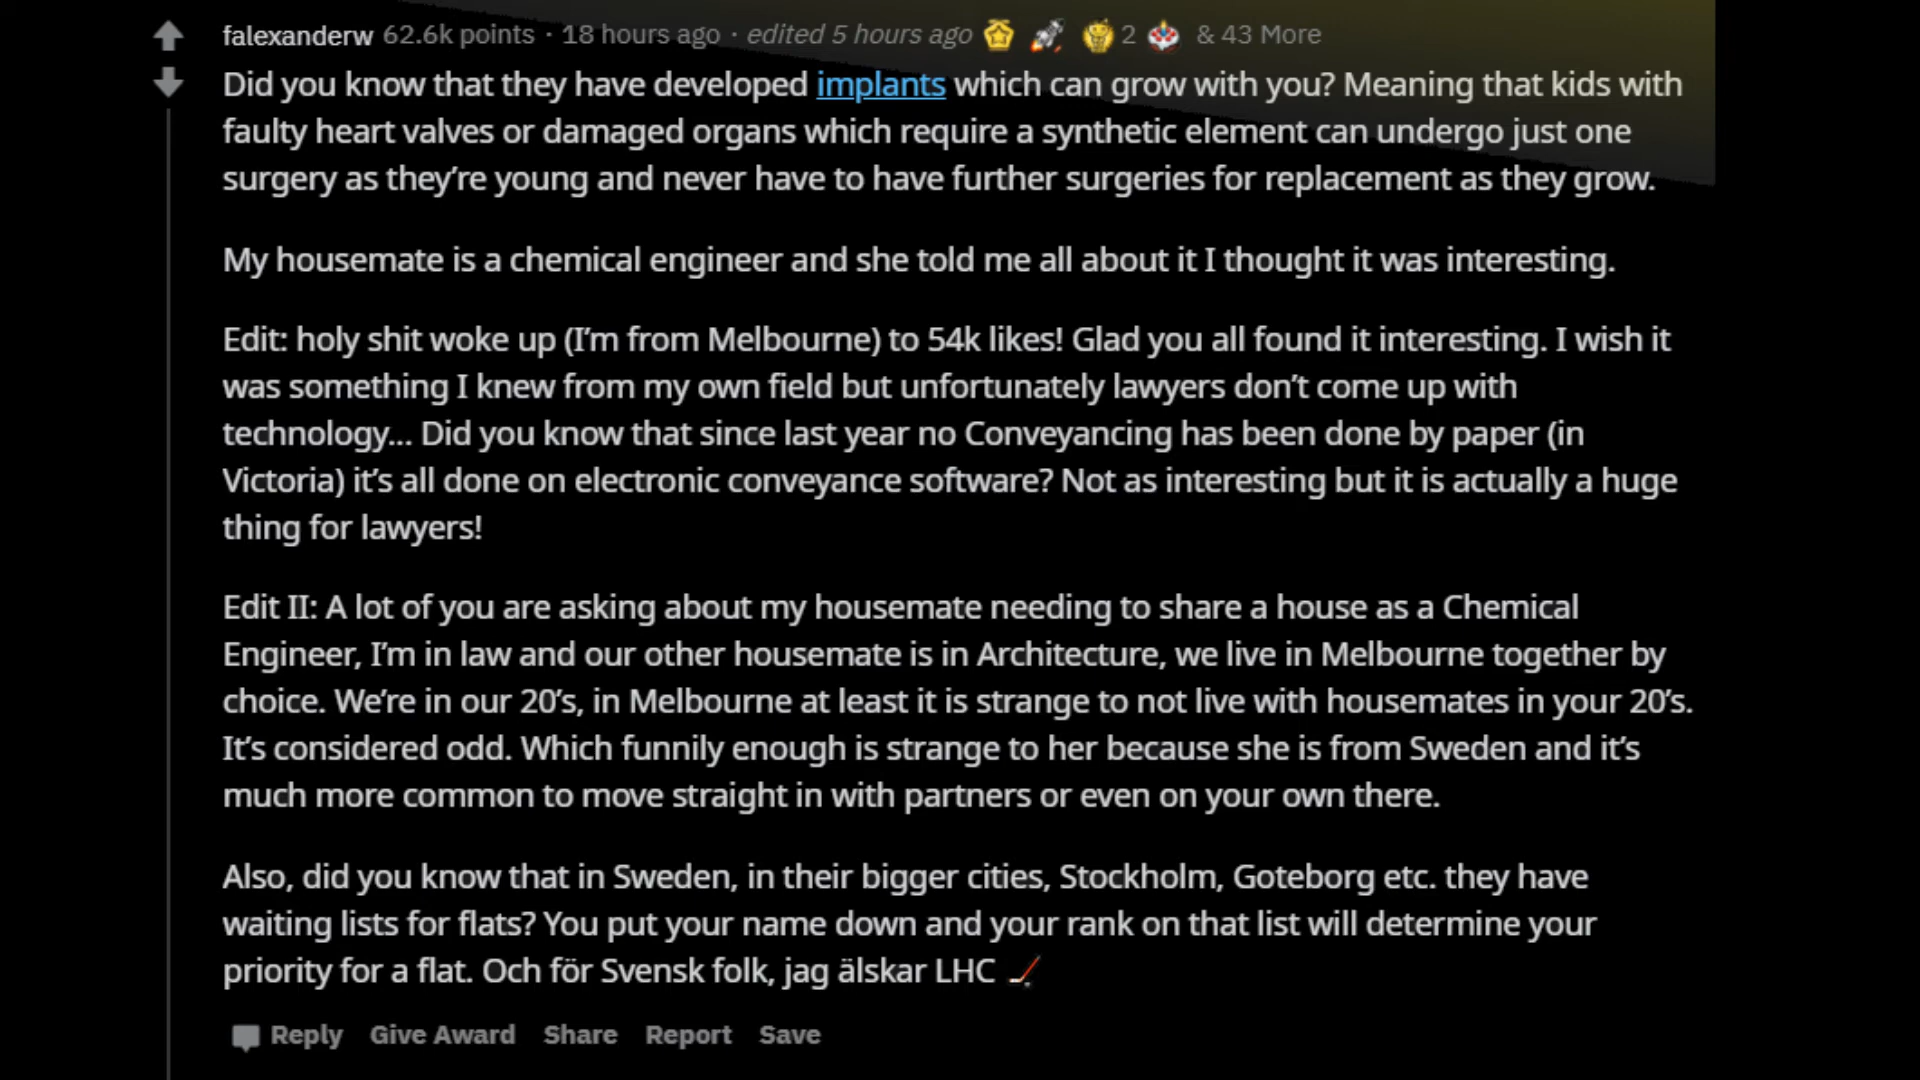 falexanderw 62.6k points · 18 hours ago · edited 5 hours ago 2 & 43 More
Did you know that they have developed implants which can grow with you? Meaning that kids with
faulty heart valves or damaged organs which require a synthetic element can undergo just one
surgery as they’re young and never have to have further surgeries for replacement as they grow.
My housemate is a chemical engineer and she told me all about it I thought it was interesting.
Edit: holy shit woke up (I’m from Melbourne) to 54k likes! Glad you all found it interesting. I wish it
was something I knew from my own field but unfortunately lawyers don’t come up with
technology... Did you know that since last year no Conveyancing has been done by paper (in
Victoria) it’s all done on electronic conveyance software? Not as interesting but it is actually a huge
thing for lawyers!
Edit II: A lot of you are asking about my housemate needing to share a house as a Chemical
Engineer, I’m in law and our other housemate is in Architecture, we live in Melbourne together by
choice. We’re in our 20’s, in Melbourne at least it is strange to not live with housemates in your 20’s.
It’s considered odd. Which funnily enough is strange to her because she is from Sweden and it’s
much more common to move straight in with partners or even on your own there.
Also, did you know that in Sweden, in their bigger cities, Stockholm, Goteborg etc. they have
waiting lists for flats? You put your name down and your rank on that list will determine your
priority for a flat. Och för Svensk folk, jag älskar LHC
Reply Give Award Share Report Save